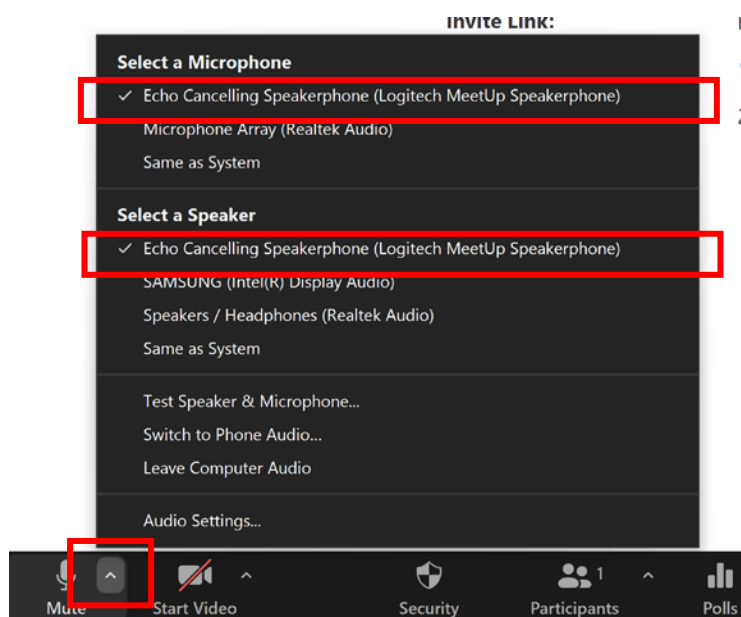 Invite Link:
Select a Microphone
✓ Echo Cancelling Speakerphone (Logitech MeetUp Speakerphone)
Microphone Array (Realtek Audio)
Same as System
Select a Speaker
✓ Echo Cancelling Speakerphone (Logitech MeetUp Speakerphone)
SAMSUNG (Intel(R) Display Audio)
Speakers / Headphones (Realtek Audio)
Same as System
Test Speaker & Microphone...
Switch to Phone Audio...
Leave Computer Audio
Audio Settings...
1
Mute Start Video Security Participants Polls